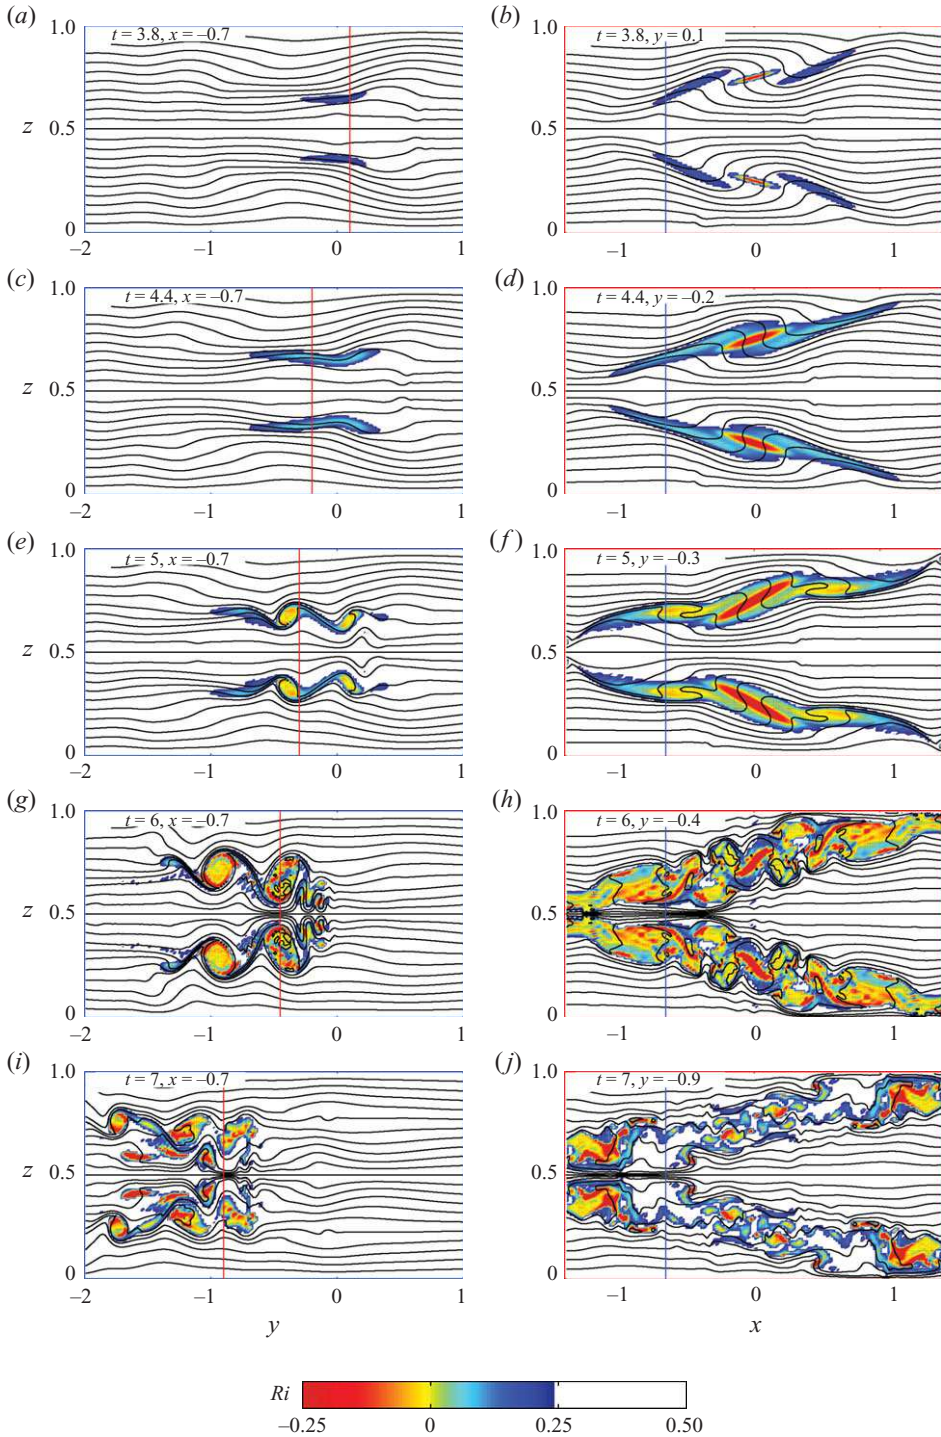 (a) (b)
t = 3.8, x = –0.7 t = 3.8, y = 0.1
1.0 1.0
z 0.5 0.5
0 0
–2 –1 0 1 –1 0 1
(c) (d)
t = 4.4, x = –0.7 t = 4.4, y = –0.2
1.0 1.0
z 0.5 0.5
0 0
–2 –1 0 1 –1 0 1
(e) (f)
t = 5, x = –0.7 t = 5, y = –0.3
1.0 1.0
z 0.5 0.5
0 0
–2 –1 0 1 –1 0 1
(g) (h)
t = 6, x = –0.7 t = 6, y = –0.4
1.0 1.0
z 0.5 0.5
0 0
–2 –1 0 1 –1 0 1
(i) (j)
t = 7, x = –0.7 t = 7, y = –0.9
1.0 1.0
z 0.5 0.5
0 0
–2 –1 0 1 –1 0 1
y x
Ri
–0.25 0 0.25 0.50